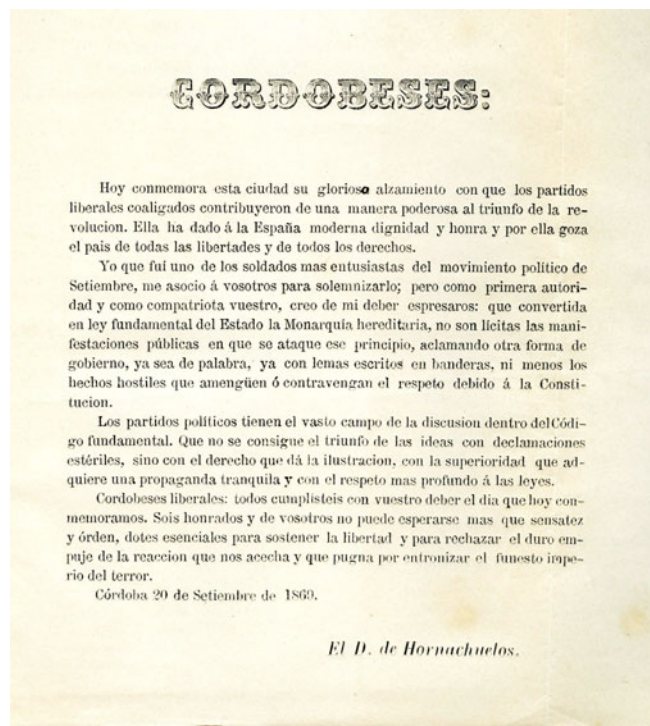 CORDOBESES:
Hoy conmemora esta ciudad su glorioso alzamiento con que los partidos
liberales coaligados contribuyeron de una manera poderosa al triunfo de la re-
volucion. Ella ha dado á la España moderna dignidad y honra y por ella goza
el pais de todas las libertades y de todos los derechos.
Yo que fuí uno de los soldados mas entusiastas del movimiento político de
Setiembre, me asocio á vosotros para solemnizarlo; pero como primera autori-
dad y como compatriota vuestro, creo de mi deber espresaros: que convertida
en ley fundamental del Estado la Monarquía hereditaria, no son lícitas las mani-
festaciones públicas en que se ataque ese principio, aclamando otra forma de
gobierno, ya sea de palabra, ya con lemas escritos en banderas, ni menos los
hechos hostiles que amengüen ó contravengan el respeto debido á la Consti-
tucion.
Los partidos políticos tienen el vasto campo de la discusion dentro del Códi-
go fundamental. Que no se consigue el triunfo de las ideas con declamaciones
estériles, sino con el derecho que dá la ilustracion, con la superioridad que ad-
quiere una propaganda tranquila y con el respeto mas profundo á las leyes.
Cordobeses liberales: todos cumplisteis con vuestro deber el dia que hoy con-
memoramos. Sois honrados y de vosotros no puede esperarse mas que sensatez
y órden, dotes esenciales para sostener la libertad y para rechazar el duro em-
puje de la reaccion que nos acecha y que pugna por entronizar el funesto impe-
rio del terror.
Córdoba 20 de Setiembre de 1869.
El D. de Hornachuelos.